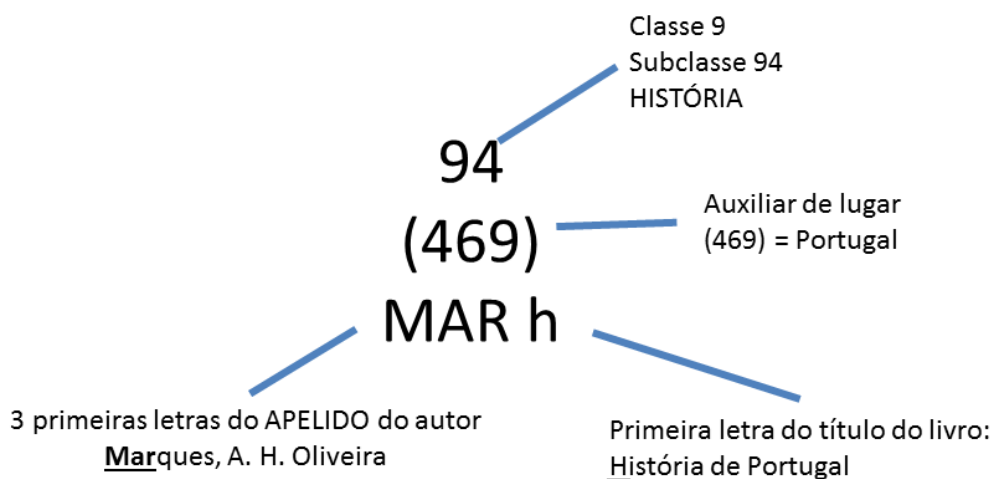 Classe 9
Subclasse 94
HISTÓRIA
94
(469)
MAR h
Auxiliar de lugar
(469) = Portugal
3 primeiras letras do APELIDO do autor
Marques, A. H. Oliveira
Primeira letra do título do livro:
História de Portugal